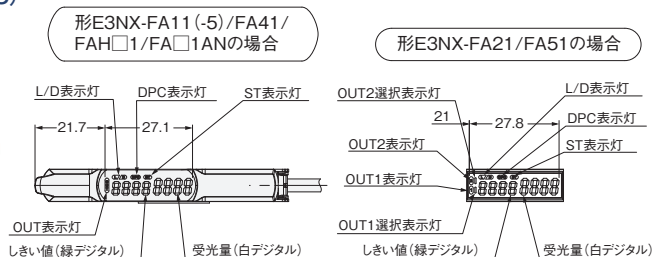 形E3NX-FA11(-5)/FA41/
FAH□1/FA□1ANの場合
L/D表示灯
DPC表示灯
ST表示灯
21.7
27.1
OUT表示灯
しきい値(緑デジタル)
受光量(白デジタル)
形E3NX-FA21/FA51の場合
L/D表示灯
OUT2選択表示灯
DPC表示灯
21
27.8
ST表示灯
OUT2表示灯
OUT1表示灯
OUT1選択表示灯
しきい値(緑デジタル)
受光量(白デジタル)